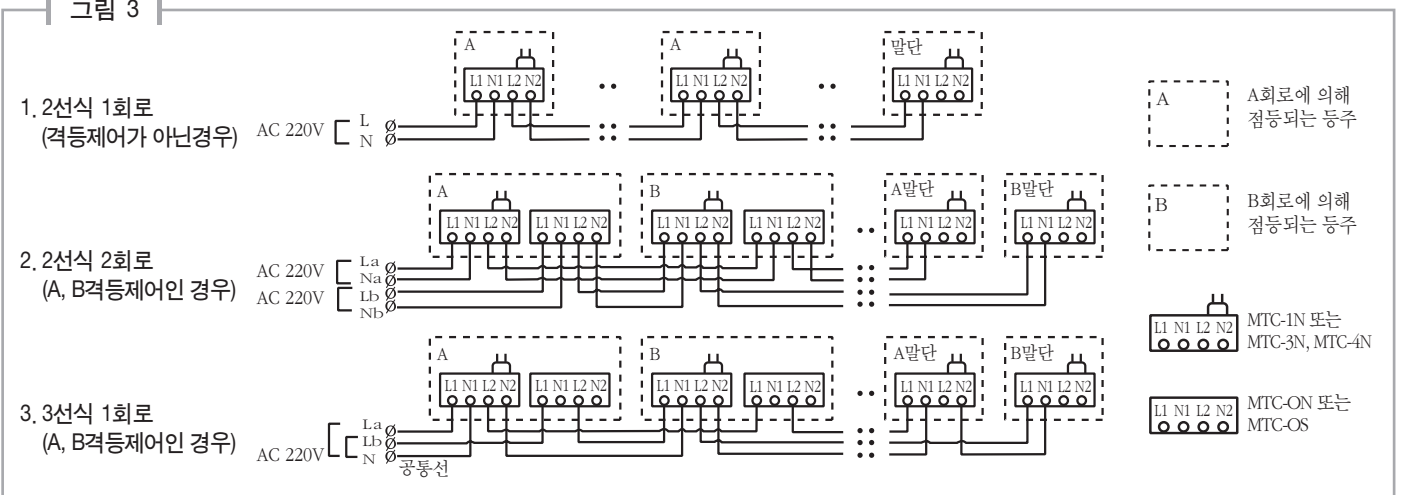 그림 3
A
A
말단
L1 N1 L2 N2
L1 N1 L2 N2
L1 N1 L2 N2
1. 2선식 1회로
(격등제어가 아닌경우)
AC 220V
L
N
A
A회로에 의해
점등되는 등주
A
B
A말단
B말단
L1 N1 L2 N2
L1 N1 L2 N2
L1 N1 L2 N2
L1 N1 L2 N2
L1 N1 L2 N2
L1 N1 L2 N2
2. 2선식 2회로
(A, B격등제어인 경우)
AC 220V
AC 220V
La
Na
Lb
Nb
B
B회로에 의해
점등되는 등주
L1 N1 L2 N2
MTC-1N 또는
MTC-3N, MTC-4N
A
B
A말단
B말단
L1 N1 L2 N2
L1 N1 L2 N2
L1 N1 L2 N2
L1 N1 L2 N2
L1 N1 L2 N2
L1 N1 L2 N2
3. 3선식 1회로
(A, B격등제어인 경우)
AC 220V
La
Lb
N
공통선
L1 N1 L2 N2
MTC-ON 또는
MTC-OS